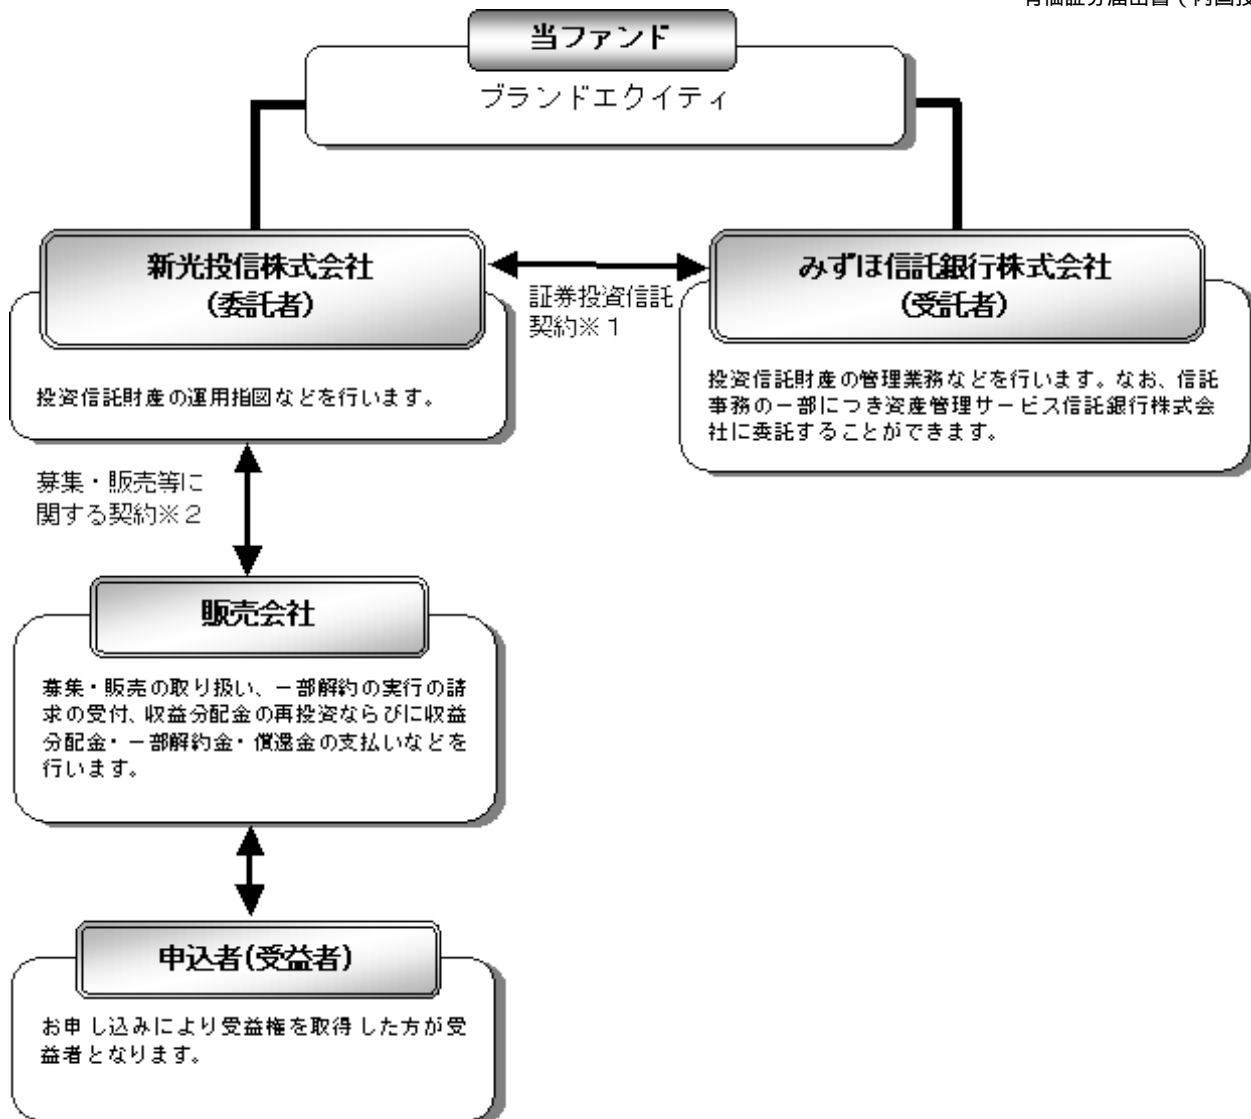 当ファンド
ブランドエクイティ
新光投信株式会社
(委託者)
投資信託財産の運用指図などを行います。
証券投資信託
契約※１
みずほ信託銀行株式会社
(受託者)
投資信託財産の管理業務などを行います。なお、信託
事務の一部につき資産管理サービス信託銀行株式会
社に委託することができます。
募集・販売等に
関する契約※２
販売会社
募集・販売の取り扱い、一部解約の実行の請
求の受付、収益分配金の再投資ならびに収益
分配金・一部解約金・償還金の支払いなどを
行います。
申込者(受益者)
お申し込みにより受益権を取得した方が受
益者となります。